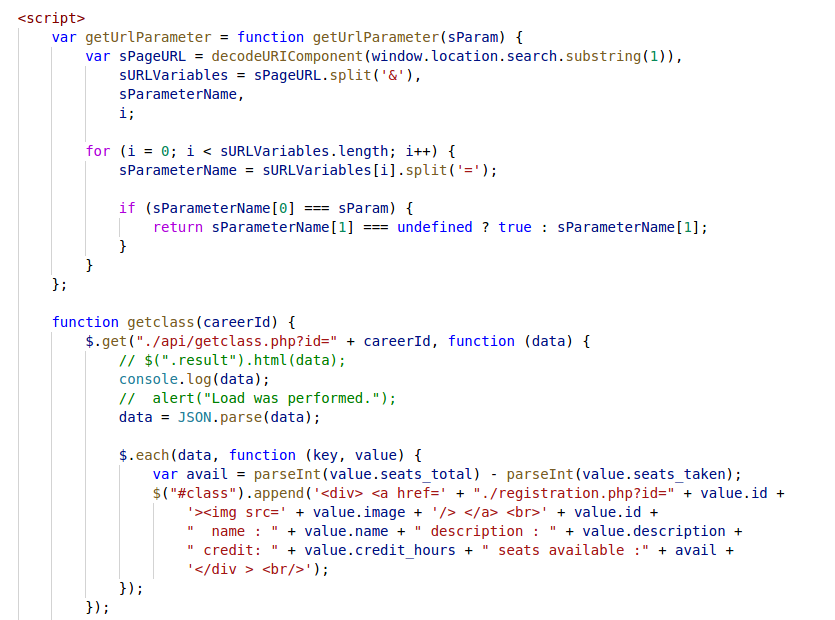 <script>
var getUrlParameter = function getUrlParameter(sParam) {
var sPageURL = decodeURIComponent(window.location.search.substring(1)),
sURLVariables = sPageURL.split('&'),
sParameterName,
i;
for (i = 0; i < sURLVariables.length; i++) {
sParameterName = sURLVariables[i].split('=');
if (sParameterName[0] === sParam) {
return sParameterName[1] === undefined ? true : sParameterName[1];
}
}
};
function getclass(careerId) {
$.get("./api/getclass.php?id=" + careerId, function (data) {
// $(".result").html(data);
console.log(data);
//  alert("Load was performed.");
data = JSON.parse(data);
$.each(data, function (key, value) {
var avail = parseInt(value.seats_total) - parseInt(value.seats_taken);
$("#class").append('<div> <a href=' + "./registration.php?id=" + value.id +
'><img src=' + value.image + '/> </a> <br>' + value.id +
"  name : " + value.name + " description : " + value.description +
" credit: " + value.credit_hours + " seats available :" + avail +
'</div > <br/>');
});
});